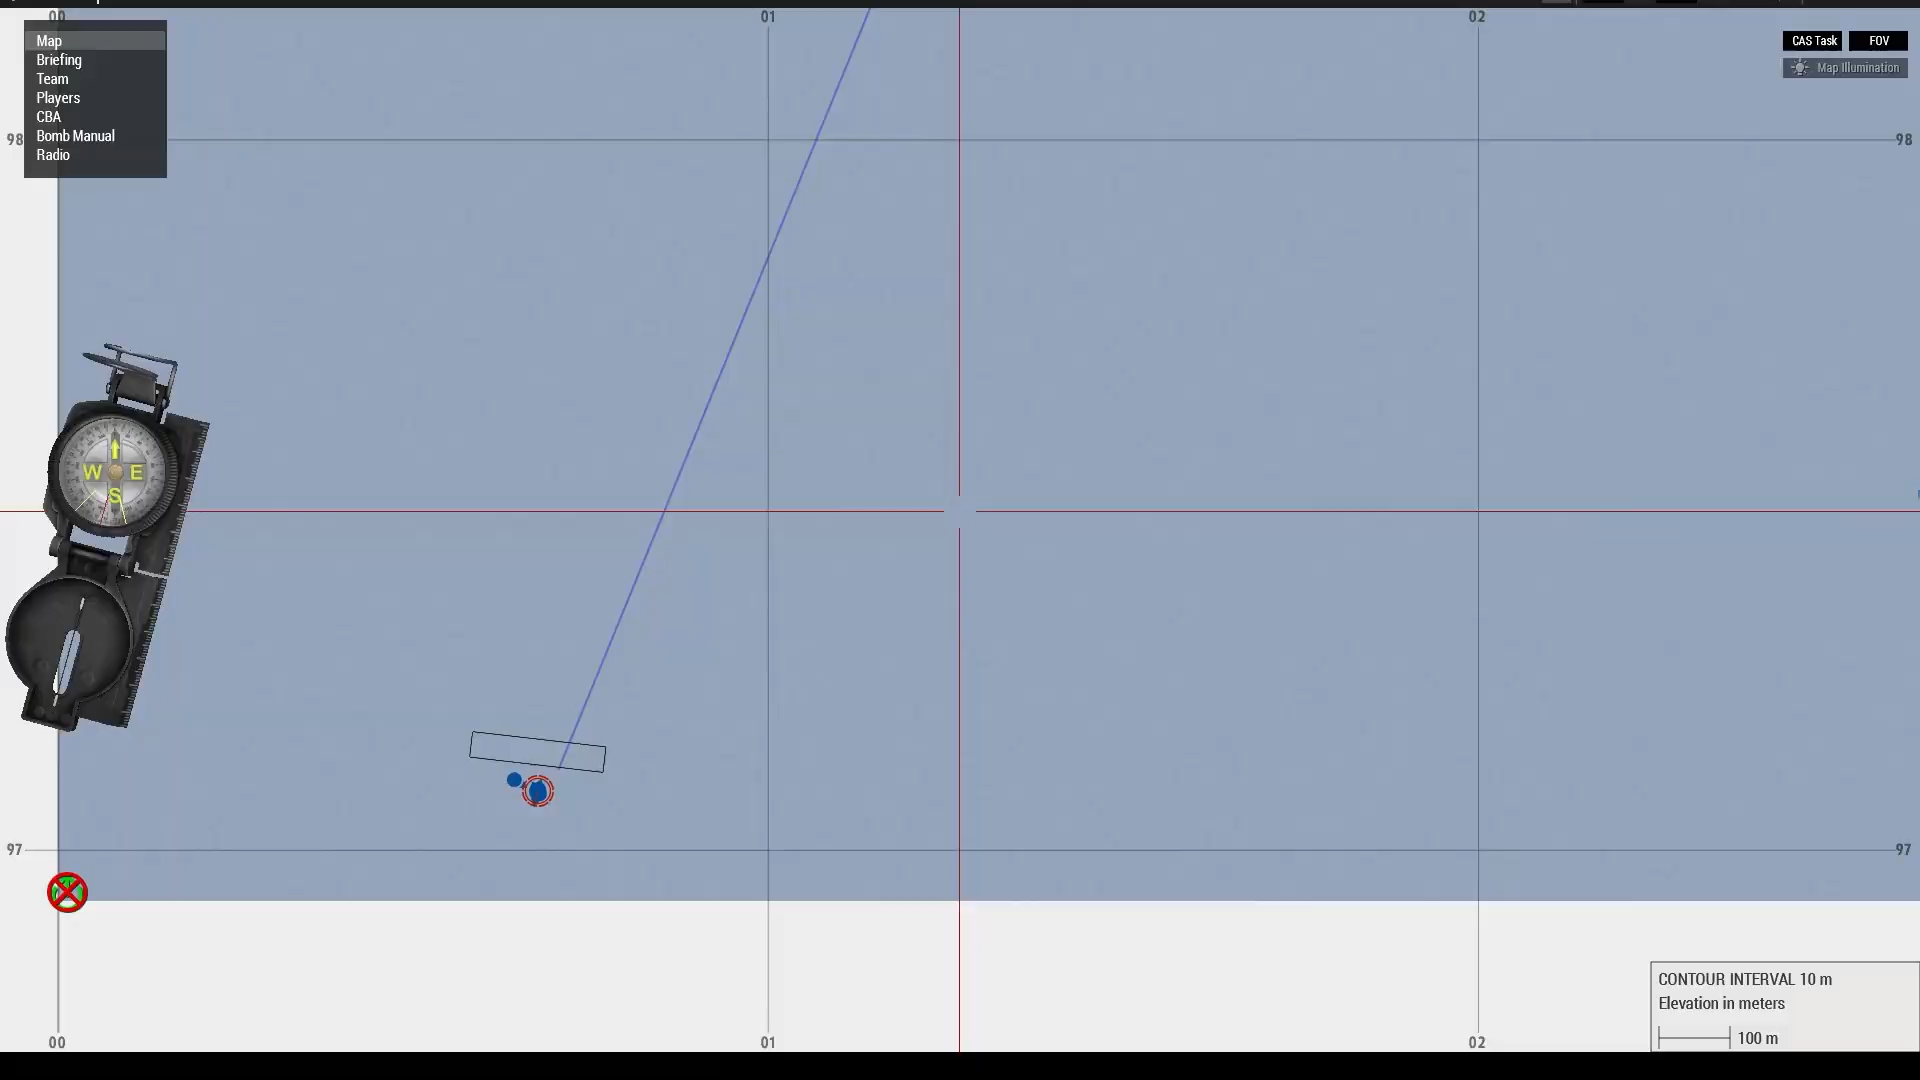 00
01
02
Map
Briefing
Team
Players
CBA
Bomb Manual
Radio
CAS Task
FOV
Map Illumination
98
98
W E
S
97
97
00
01
02
CONTOUR INTERVAL 10 m
Elevation in meters
100 m